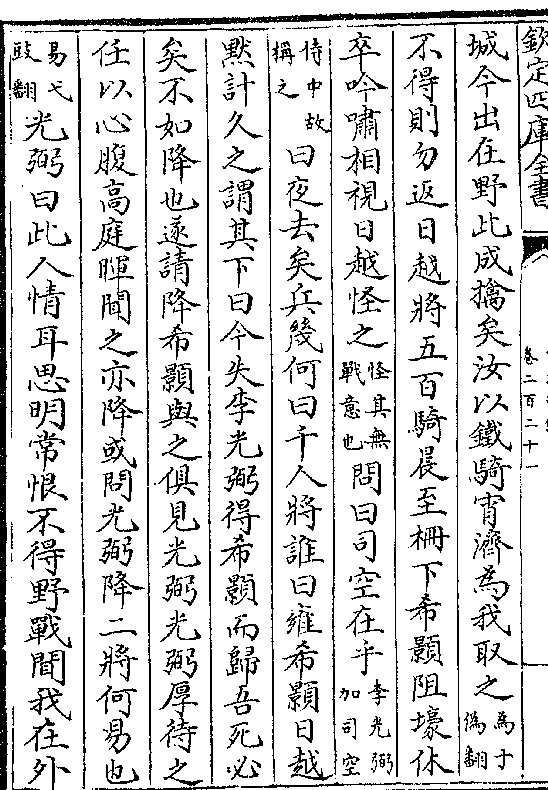 欽定四庫全書
卷二百二十一
城今出在野此成擒矣汝以鐵騎宵濟為我取之為于偽翻
不得則勿返日越將五百騎晨至柵下希顥阻壕休
卒吟嘯相視日越怪之怪其無戰意也問曰司空在乎李光弼加司空
侍中故稱之曰夜去矣兵幾何曰千人將誰曰雍希顥日越
黙計久之謂其下曰今失李光弼得希顥而歸吾死必
矣不如降也遂請降希顥與之俱見光弼光弼厚待之
任以心腹高庭暉聞之亦降或問光弼降二將何易也
易弋豉翻光弼曰此人情耳思明常恨不得野戰聞我在外